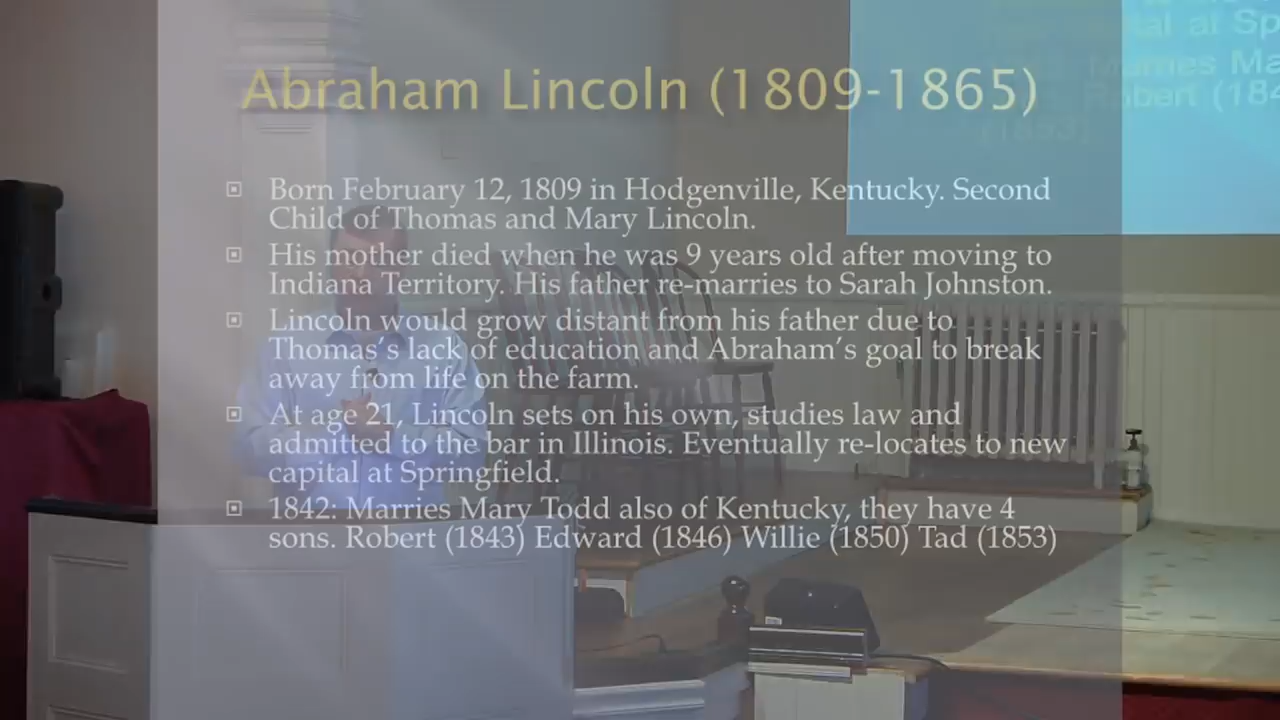 Abraham Lincoln (1809-1865)
Born February 12, 1809 in Hodgenville, Kentucky. Second
Child of Thomas and Mary Lincoln.
His mother died when he was 9 years old after moving to
Indiana Territory. His father re-marries to Sarah Johnston.
Lincoln would grow distant from his father due to
Thomas's lack of education and Abraham's goal to break
away from life on the farm.
At age 21, Lincoln sets on his own, studies law and
admitted to the bar in Illinois. Eventually re-locates to new
capital at Springfield.
1842: Marries Mary Todd also of Kentucky, they have 4
sons. Robert (1843) Edward (1846) Willie (1850) Tad (1853)